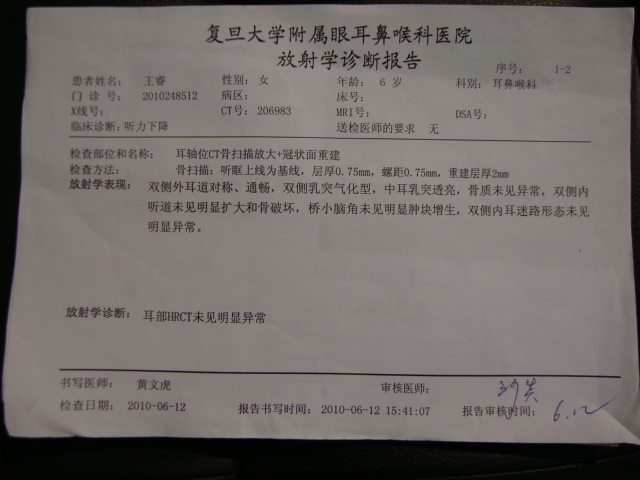 复旦大学附属眼耳鼻喉科医院
放射学诊断报告
序号： 1-2
患者姓名： 王睿 性别：女 年龄： 6 岁 科别：耳鼻喉科
门 诊 号： 2010248512 病区： 床号：
X线号： CT号：206983 MRI号： DSA号：
临床诊断：听力下降 送检医师的要求 无
检查部位和名称： 耳轴位CT骨扫描放大+冠状面重建
检查方法： 骨扫描：听眶上线为基线，层厚0.75mm，螺距0.75mm，重建层厚2mm
放射学表现： 双侧外耳道对称、通畅，双侧乳突气化型，中耳乳突透亮，骨质未见异常，双侧内
听道未见明显扩大和骨破坏，桥小脑角未见明显肿块增生，双侧内耳迷路形态未见
明显异常。
放射学诊断： 耳部HRCT未见明显异常
书写医师： 黄文虎 审核医师：
检查日期： 2010-06-12 报告书写时间：2010-06-12 15:41:07 报告审核时间： 6.12